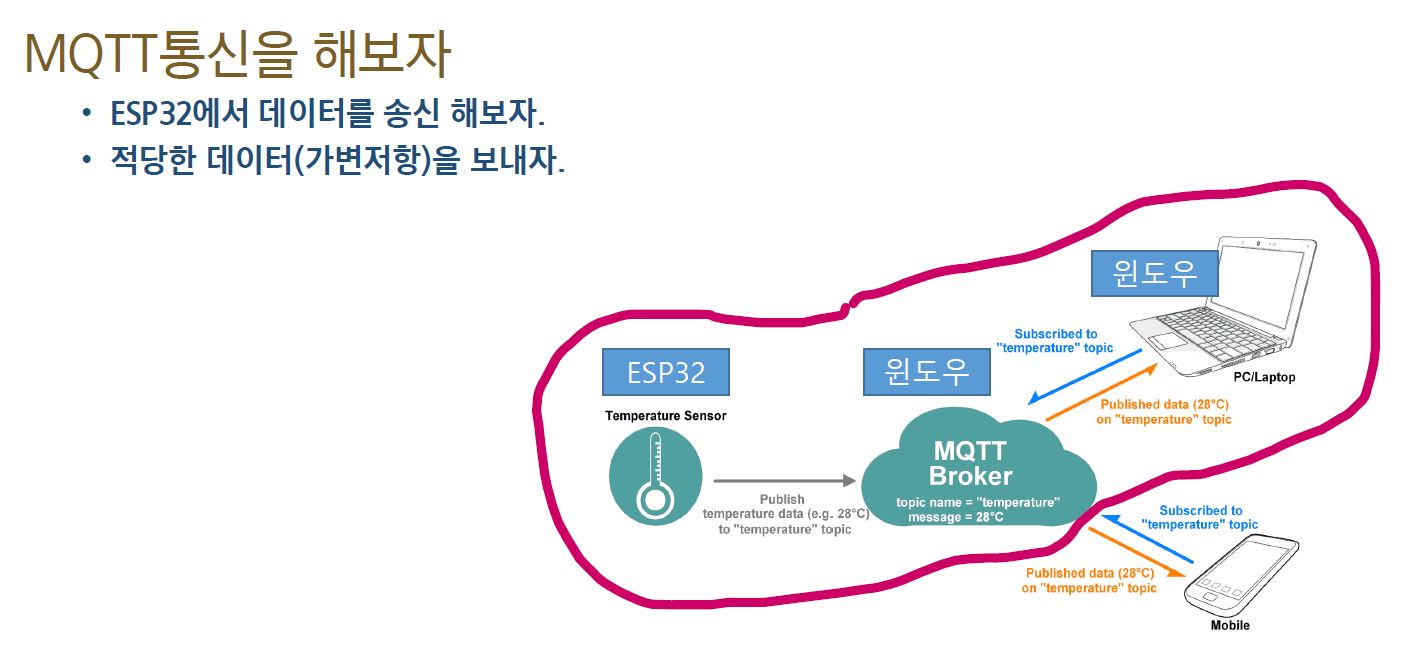 MQTT통신을 해보자
• ESP32에서 데이터를 송신 해보자.
• 적당한 데이터(가변저항)을 보내자.
윈도우
Subscribed to
"temperature" topic
PC/Laptop
ESP32
윈도우
Temperature Sensor
Published data (28°C)
on "temperature" topic
MQTT
Broker
topic name = "temperature"
message = 28°C
Publish
temperature data (e.g. 28°C)
to "temperature" topic
Subscribed to
"temperature" topic
Published data (28°C)
on "temperature" topic
Mobile